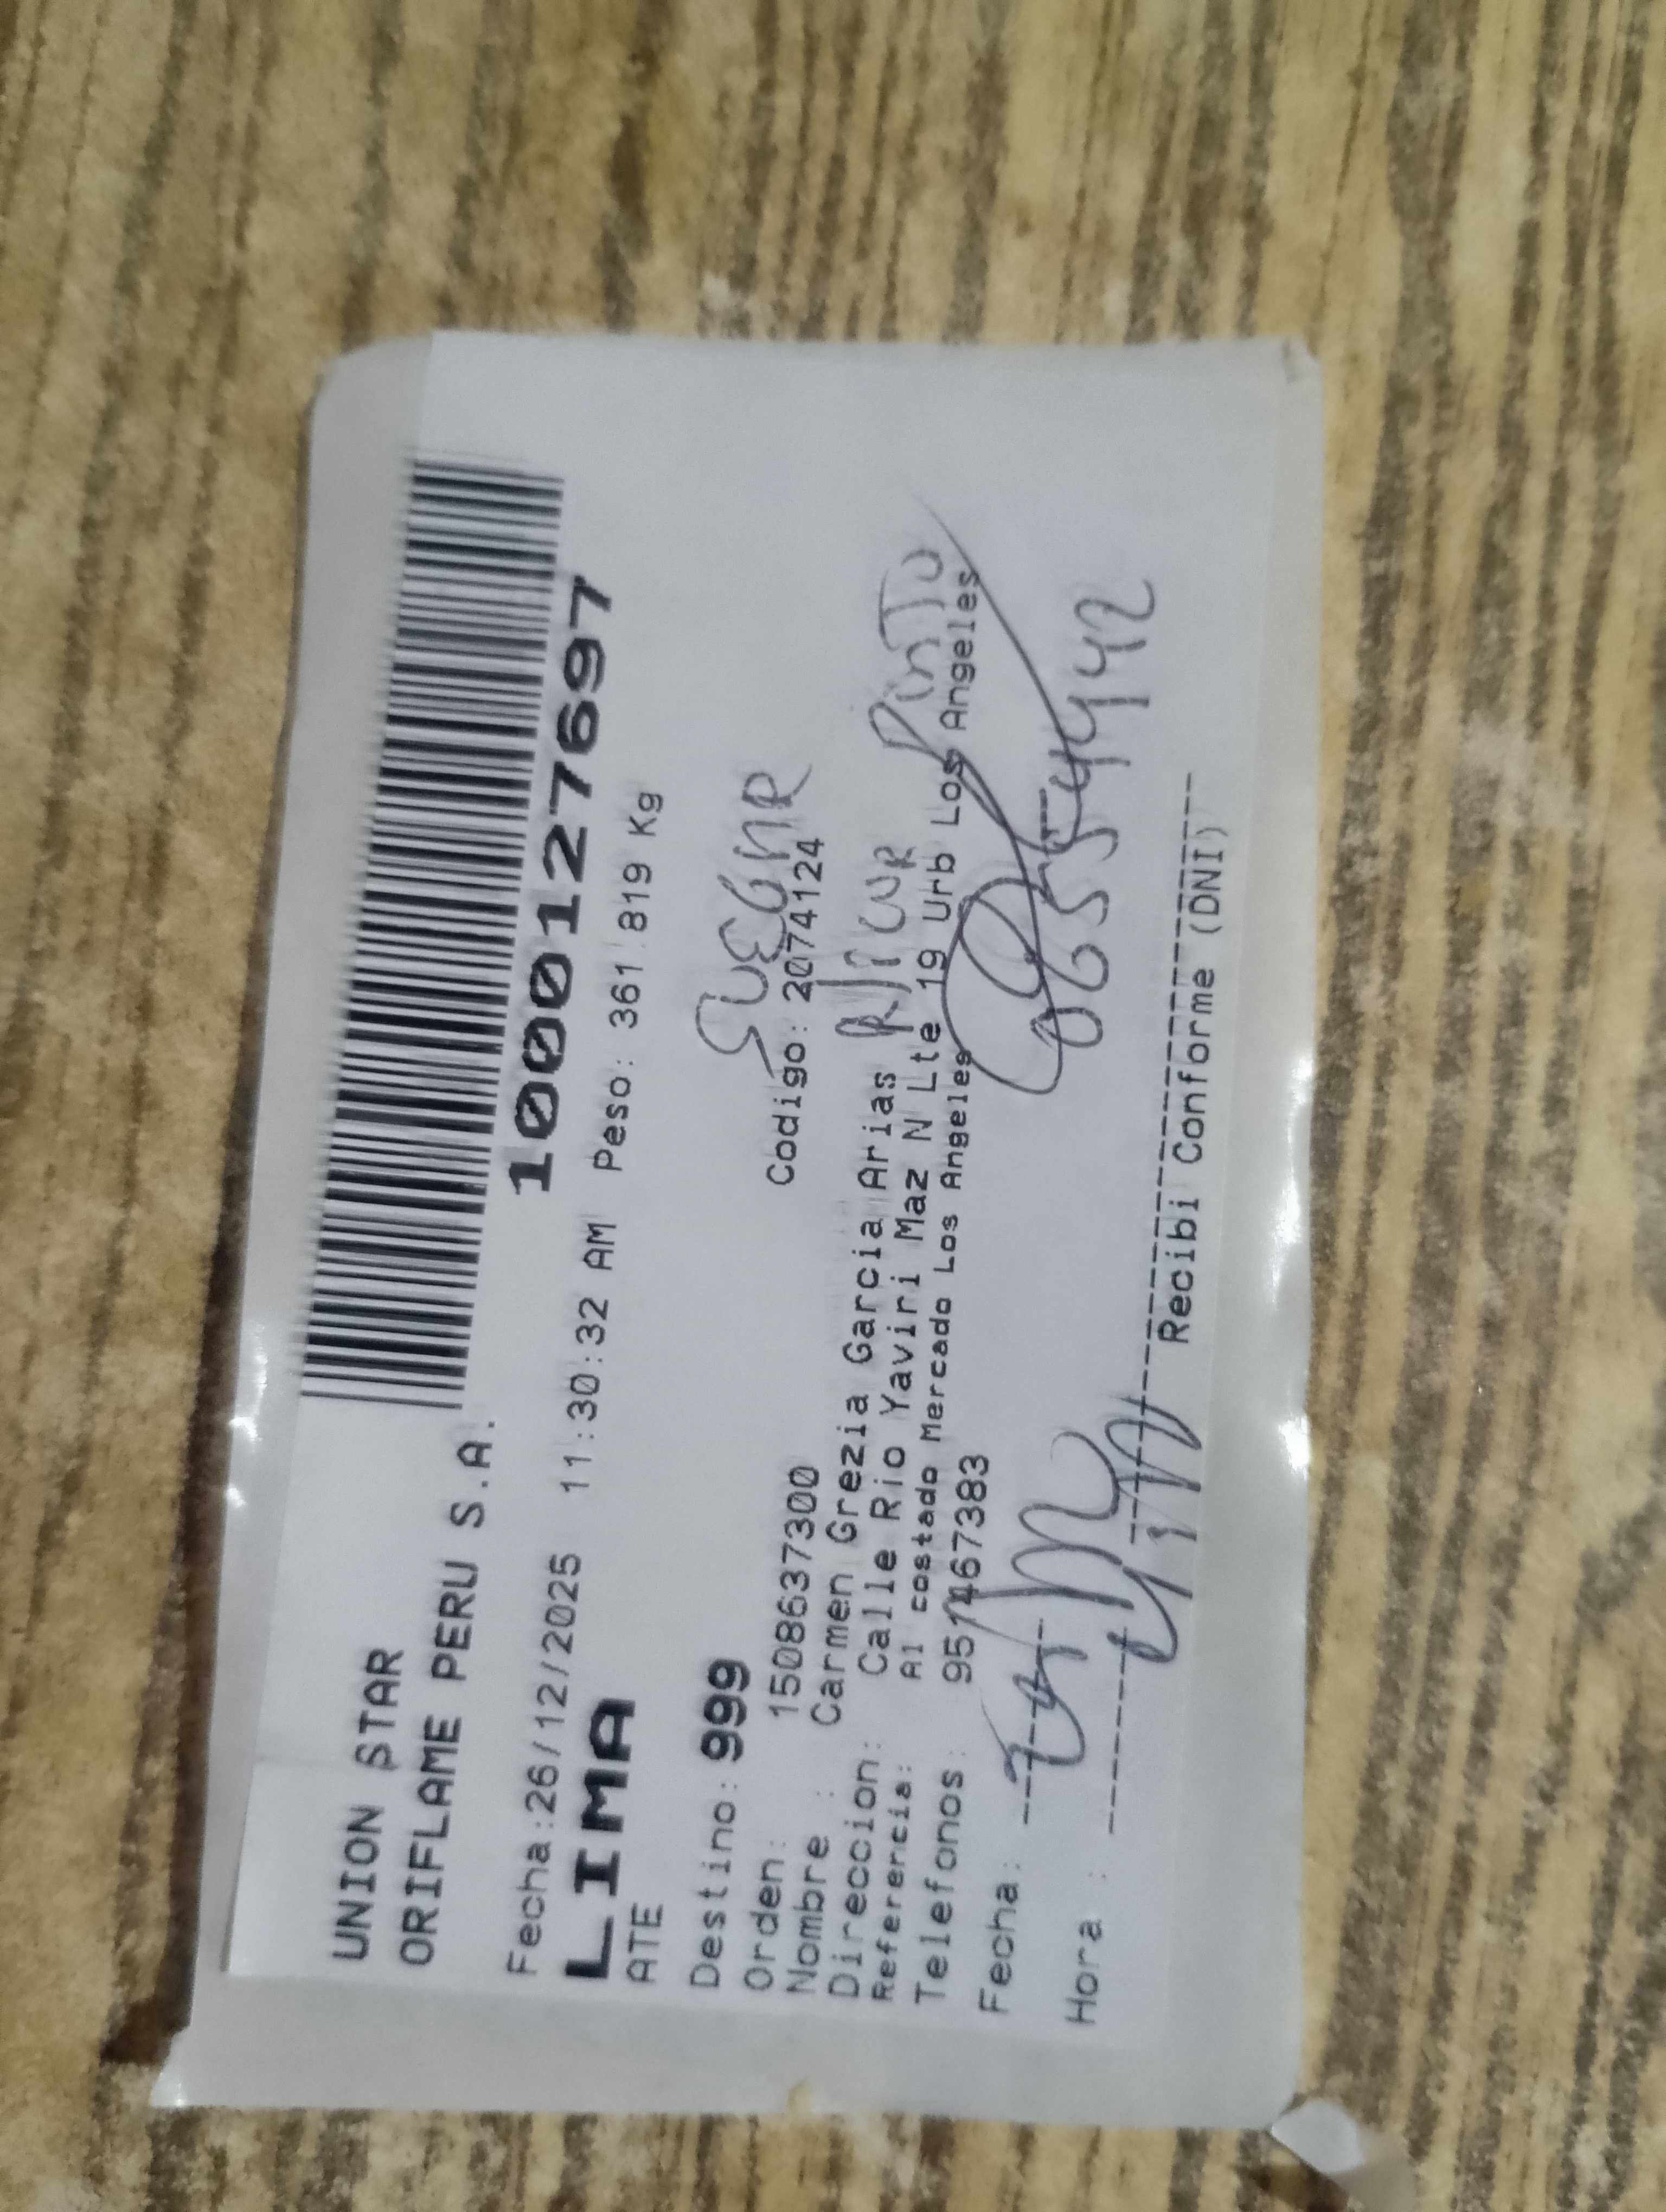 UNION STAR
ORIFLAME PERU S.A.
1000127697
Fecha:26/12/2025 11:30:32 AM Peso: 361.819 Kg
LIMA
ATE
Destino: 999
Orden: 1508637300 Codigo: 2074124
Nombre : Carmen Grezia Garcia Arias
Direccion: Calle Rio Yaviri Maz N Lte 19 Urb Los Angeles
Referencia: Al costado Mercado Los Angeles
Telefonos: 951467383
Fecha:
Hora :
Recibi Conforme (DNI)
PinTo